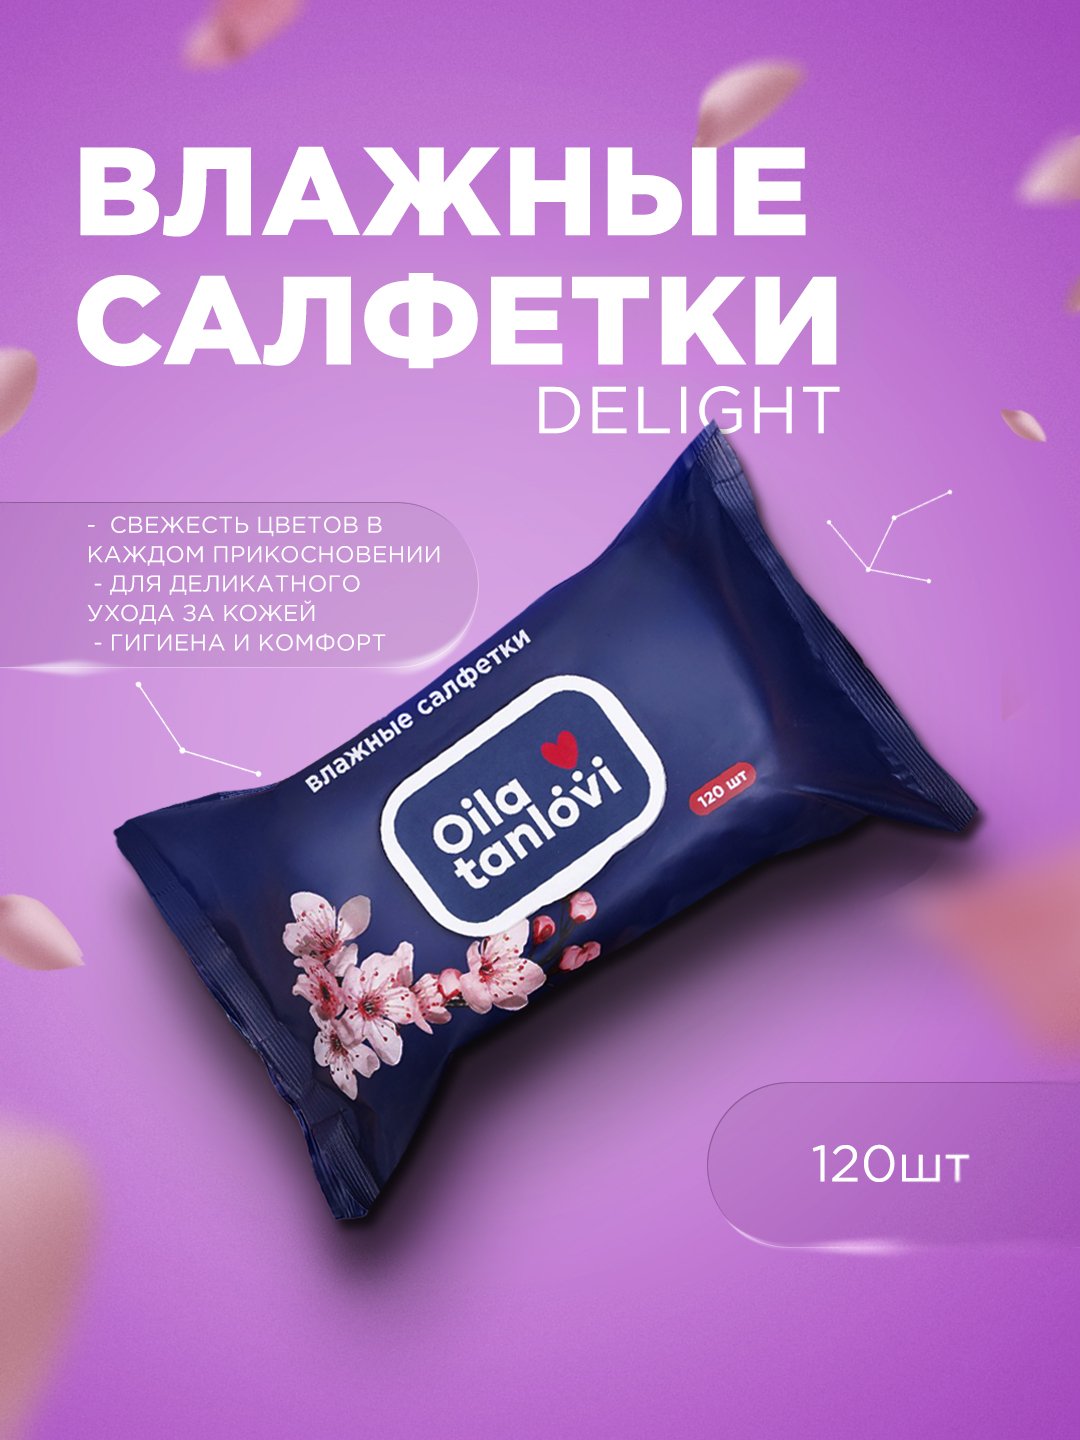 ВЛАЖНЫЕ
САЛФЕТКИ
DELIGHT
- СВЕЖЕСТЬ ЦВЕТОВ В
КАЖДОМ ПРИКОСНОВЕНИИ
- ДЛЯ ДЕЛИКАТНОГО
УХОДА ЗА КОЖЕЙ
- ГИГИЕНА И КОМФОРТ
влажные салфетки
Oila
tanlovi
120 шт
120шт